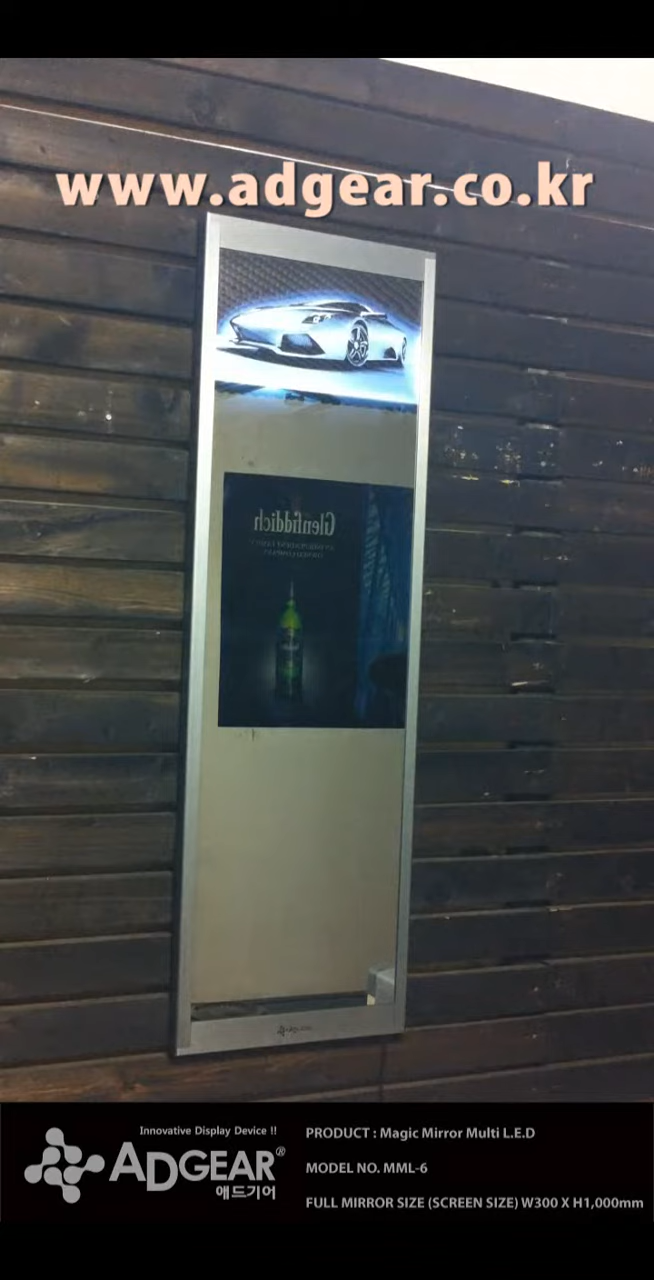 www.adgear.co.kr
Glenfiddich
Innovative Display Device !!
ADGEAR®
애드기어
PRODUCT : Magic Mirror Multi L.E.D
MODEL NO. MML-6
FULL MIRROR SIZE (SCREEN SIZE) W300 X H1,000mm